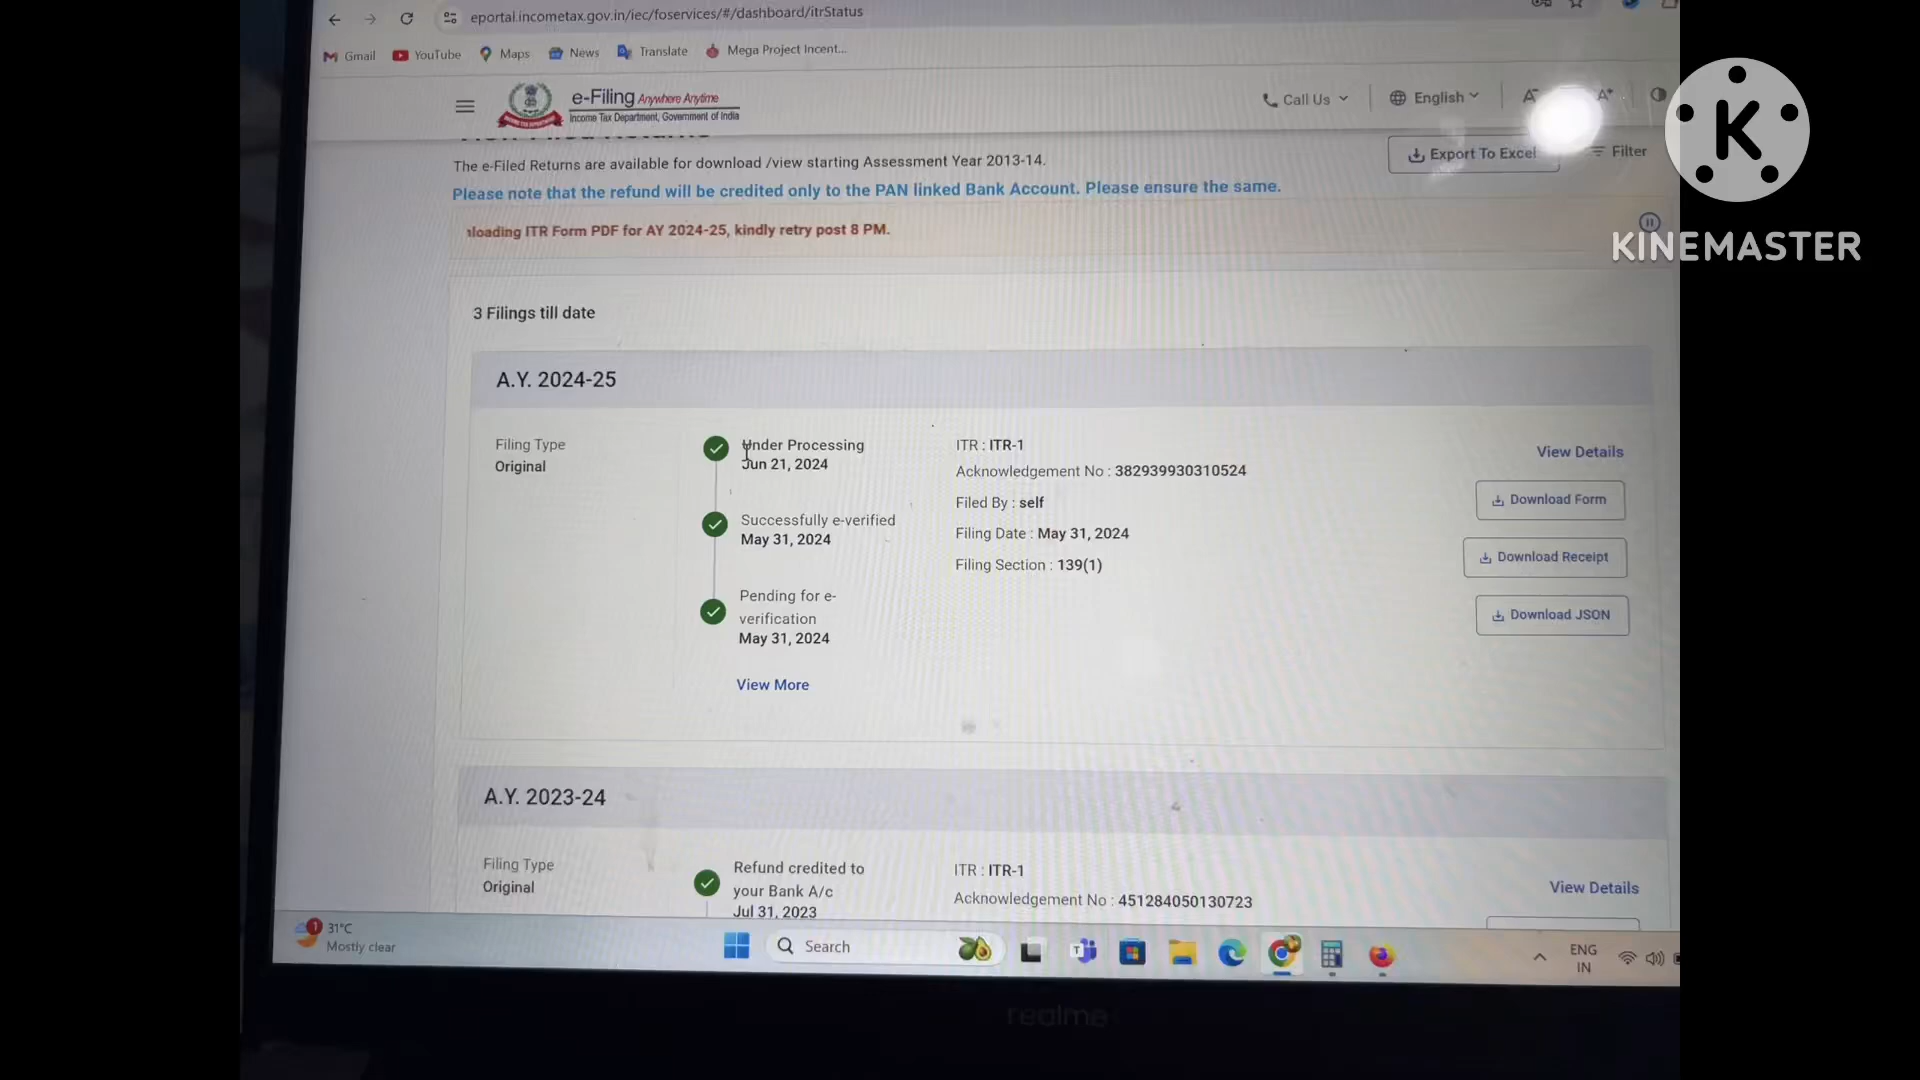 eportal.incometax.gov.in/iec/foservices/#/dashboard/itrStatus
Gmail YouTube Maps News Translate Mega Project Incent...
e-Filing Anywhere Anytime
Income Tax Department, Government of India
Call Us English A- A+
The e-Filed Returns are available for download /view starting Assessment Year 2013-14.
Export To Excel Filter
Please note that the refund will be credited only to the PAN linked Bank Account. Please ensure the same.
loading ITR Form PDF for AY 2024-25, kindly retry post 8 PM.
K
KINEMASTER
3 Filings till date
A.Y. 2024-25
Filing Type
Original
Under Processing
Jun 21, 2024
Successfully e-verified
May 31, 2024
Pending for e-
verification
May 31, 2024
View More
ITR : ITR-1
Acknowledgement No : 382939930310524
Filed By : self
Filing Date : May 31, 2024
Filing Section : 139(1)
View Details
Download Form
Download Receipt
Download JSON
A.Y. 2023-24
Filing Type
Original
Refund credited to
your Bank A/c
Jul 31, 2023
ITR : ITR-1
Acknowledgement No : 451284050130723
View Details
1
31°C
Mostly clear
Search
T
ENG
IN
realme